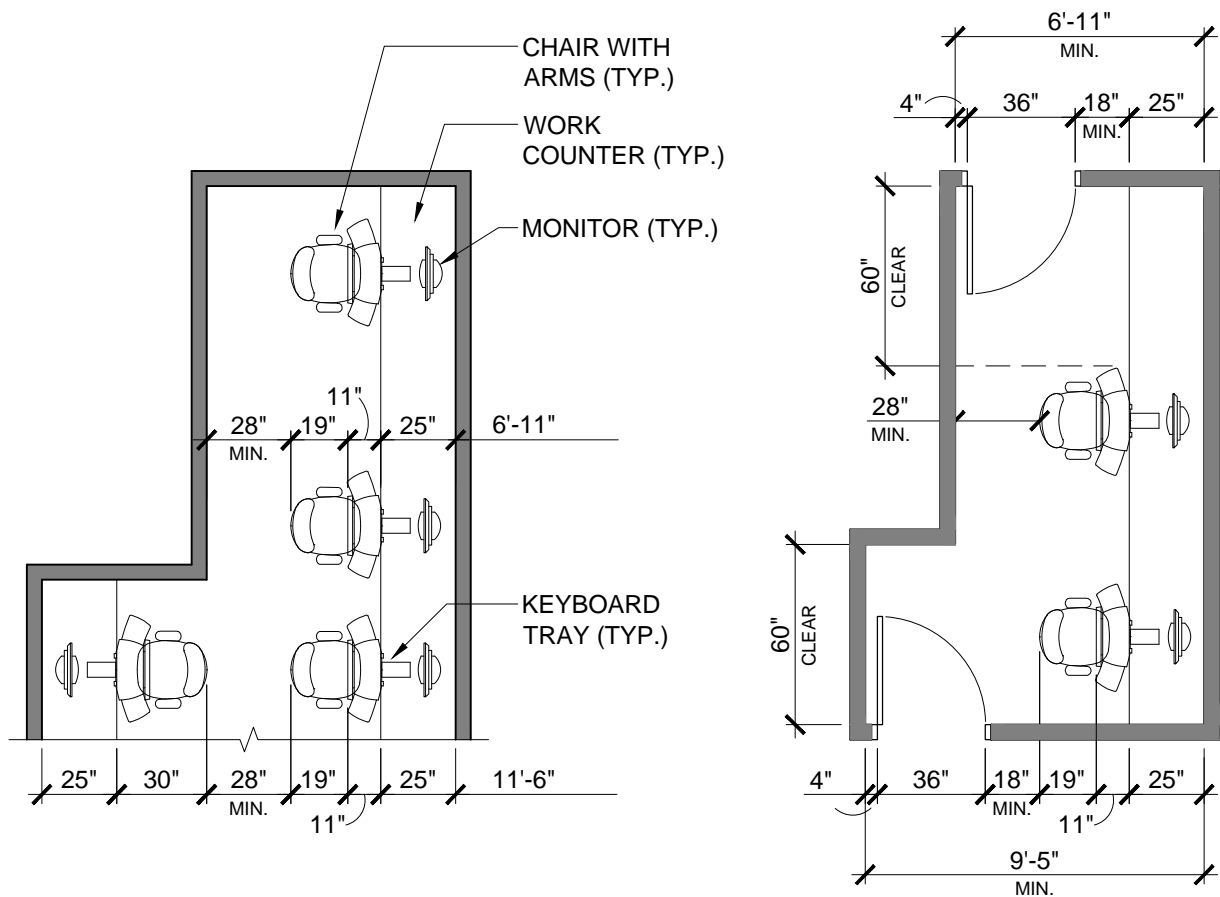 CHAIR WITH
ARMS (TYP.)
WORK
COUNTER (TYP.)
MONITOR (TYP.)
11"
28" 19" 25" 6'-11"
MIN.
KEYBOARD
TRAY (TYP.)
25" 30" 28" 19" 25" 11'-6"
MIN.
11"
6'-11"
MIN.
4" 36" 18" 25"
MIN.
60"
CLEAR
28"
MIN.
60"
CLEAR
4" 36" 18" 19" 25"
MIN.
11"
9'-5"
MIN.